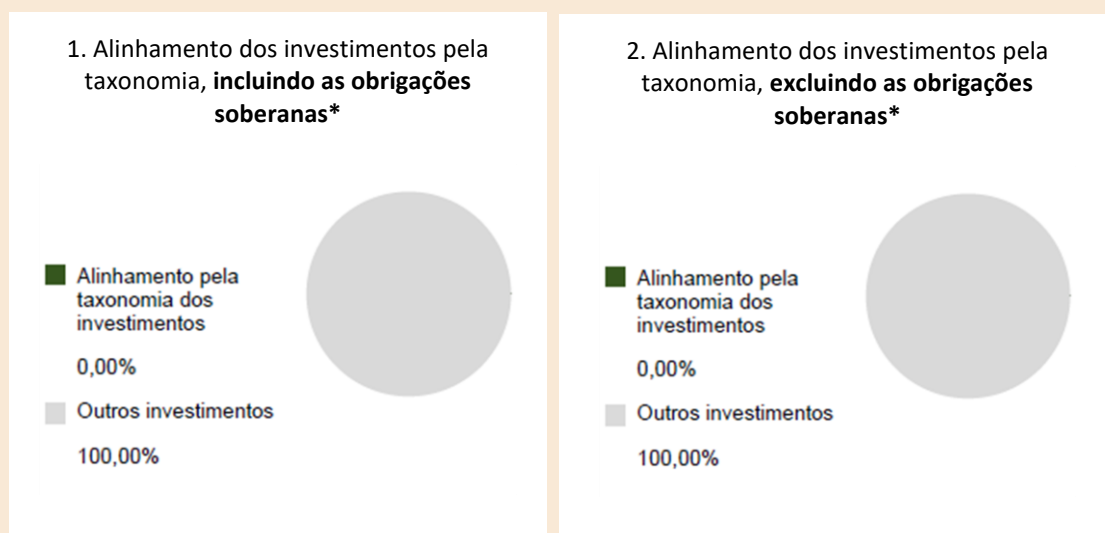 1. Alinhamento dos investimentos pela
taxonomia, incluindo as obrigações
soberanas*
Alinhamento pela
taxonomia dos
investimentos
0,00%
Outros investimentos
100,00%
2. Alinhamento dos investimentos pela
taxonomia, excluindo as obrigações
soberanas*
Alinhamento pela
taxonomia dos
investimentos
0,00%
Outros investimentos
100,00%